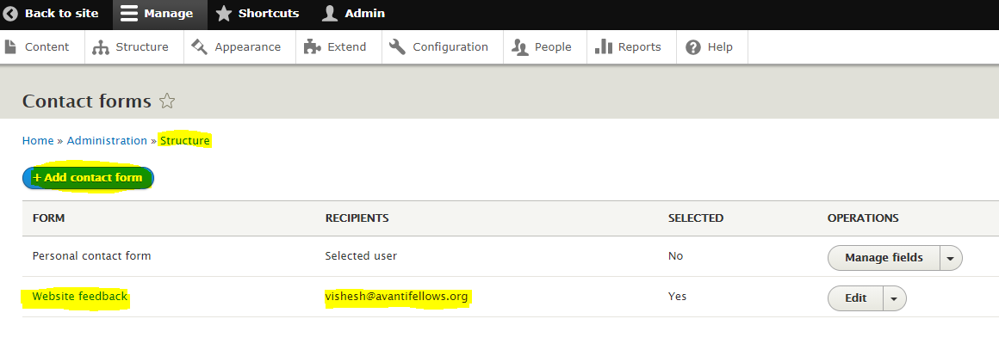 Back to site Manage Shortcuts Admin
Content Structure Appearance Extend Configuration People Reports Help
Contact forms
Home » Administration » Structure
+ Add contact form
FORM RECIPIENTS SELECTED OPERATIONS
Personal contact form Selected user No Manage fields
Website feedback vishesh@avantifellows.org Yes Edit